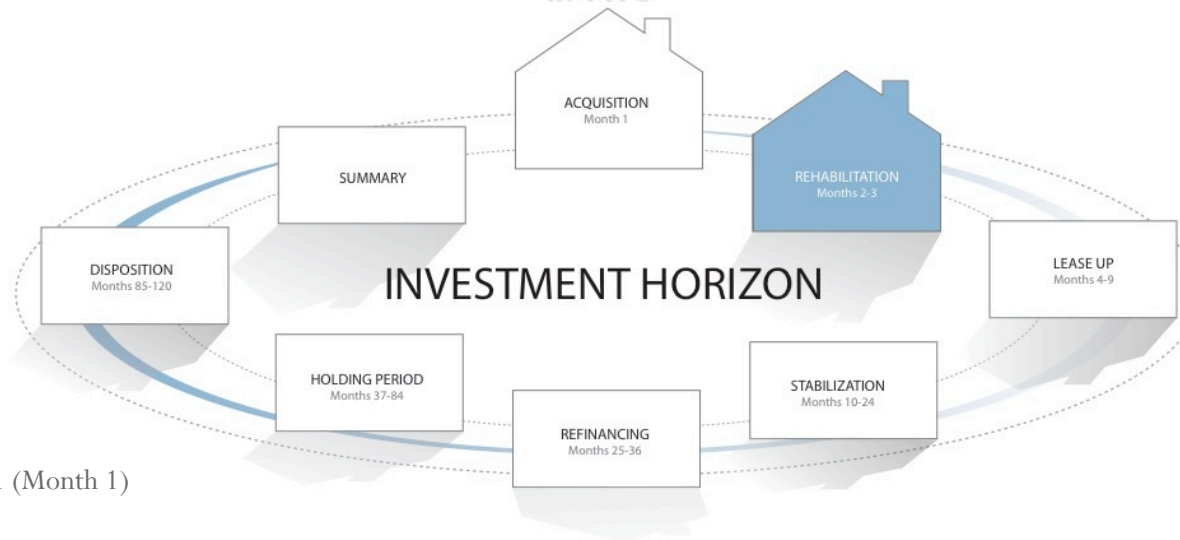 ACQUISITION
Month 1
REHABILITATION
Months 2-3
SUMMARY
LEASE UP
Months 4-9
DISPOSITION
Months 85-120
INVESTMENT HORIZON
HOLDING PERIOD
Months 37-84
STABILIZATION
Months 10-24
REFINANCING
Months 25-36
(Month 1)